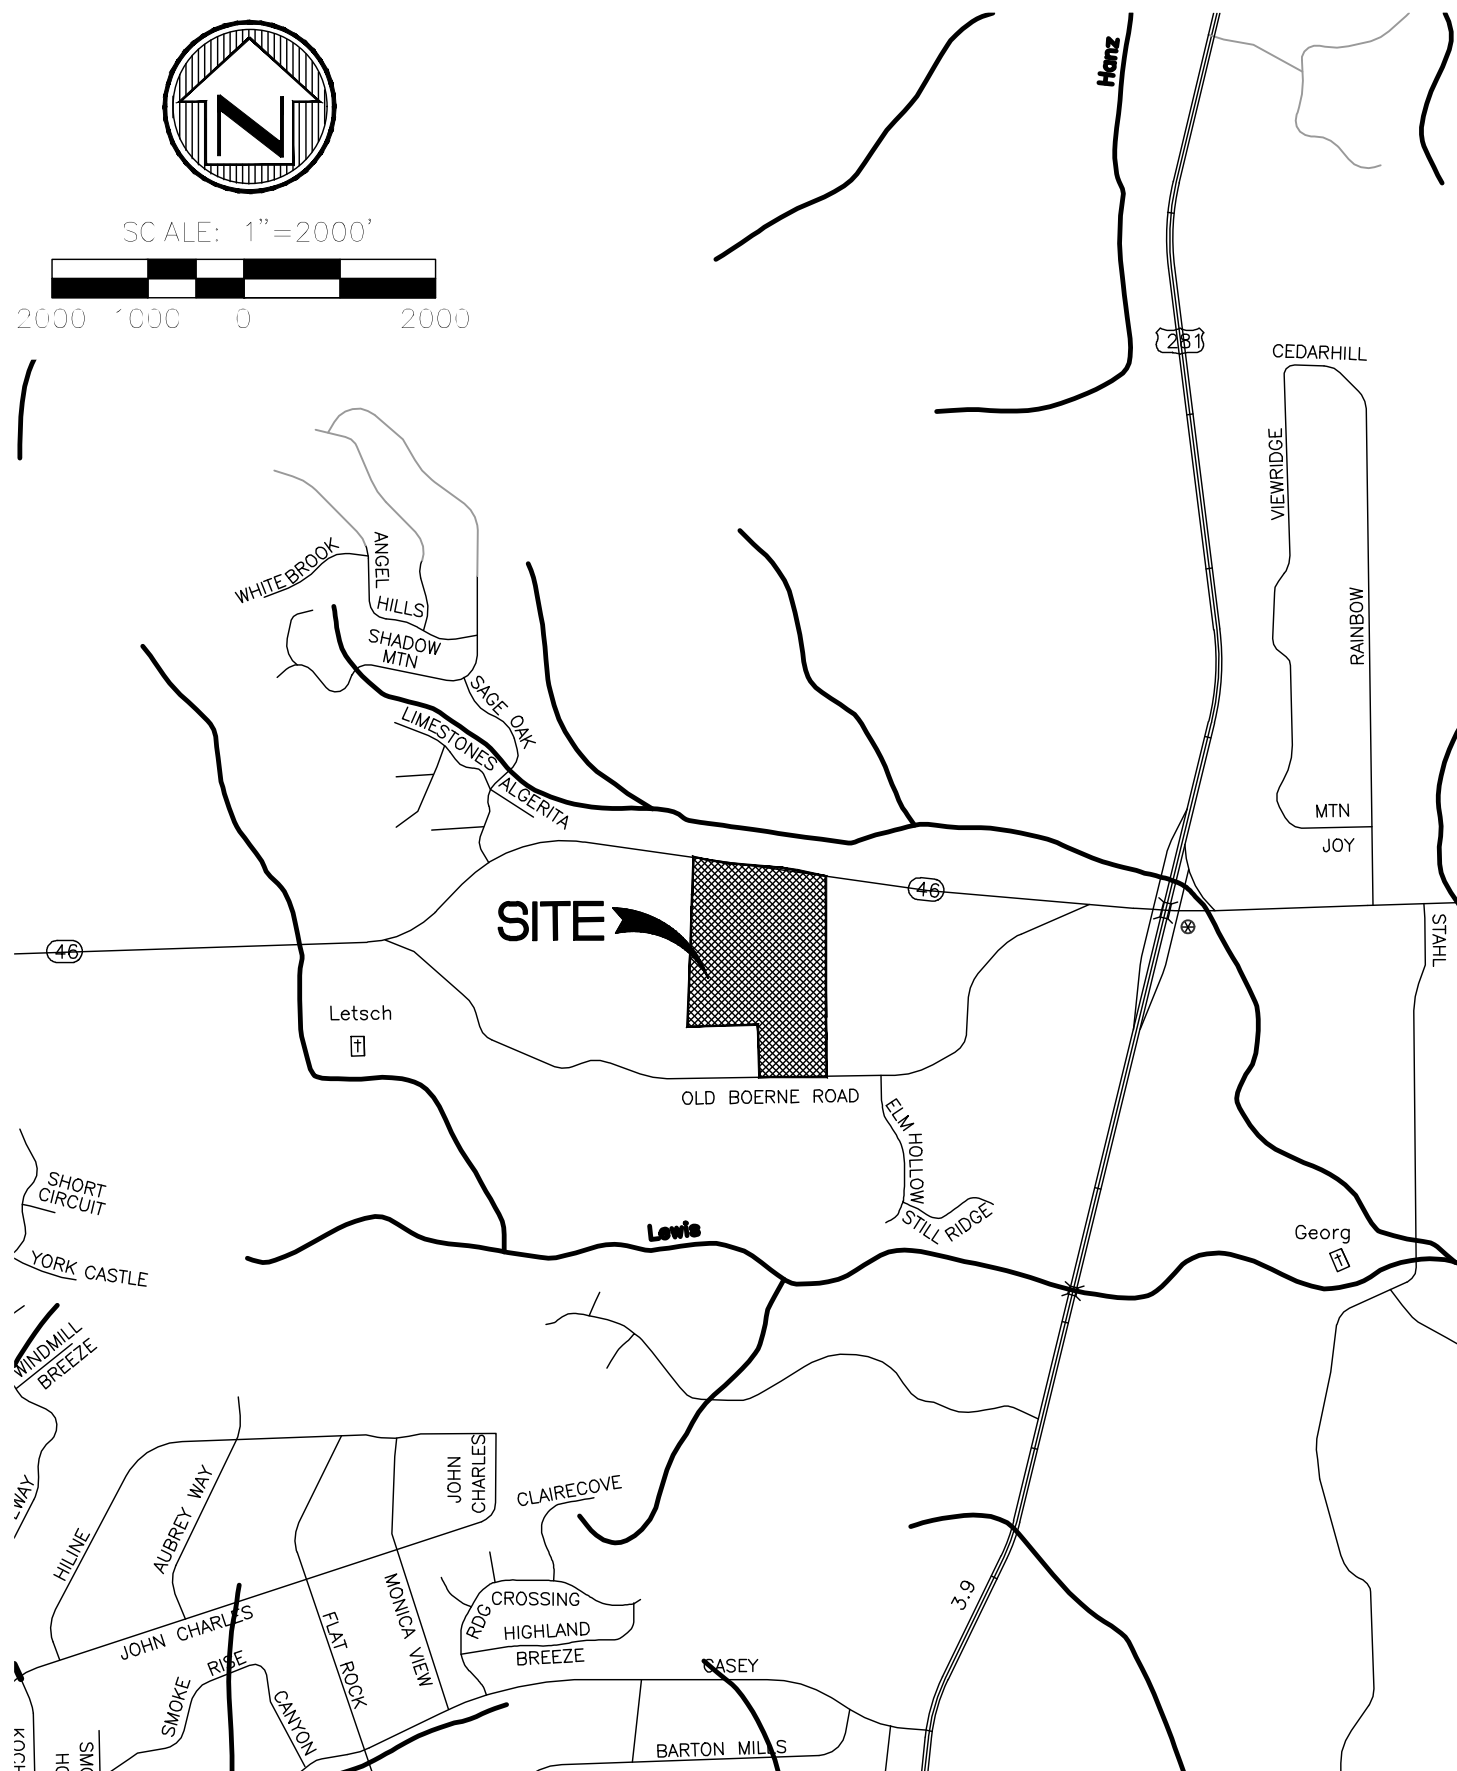 Hanz
N
SCALE: 1"=2000'
2000 1000 0 2000
281
CEDARHILL
VIEWRIDGE
RAINBOW
WHITEBROOK
ANGEL
HILLS
SHADOW
MTN
SAGE OAK
LIMESTONES
ALGERITA
MTN
JOY
46
SITE
STAHL
46
Letsch
OLD BOERNE ROAD
ELM HOLLOW
STILL RIDGE
SHORT
CIRCUIT
Lewis
Georg
YORK CASTLE
WINDMILL
BREEZE
JOHN
CHARLES
CLAIRECOVE
AUBREY WAY
HILINE
3.9
MONICA VIEW
CROSSING
RDG
HIGHLAND
BREEZE
FLAT ROCK
JOHN CHARLES
RISE
SMOKE
CANYON
CASEY
BARTON MILLS